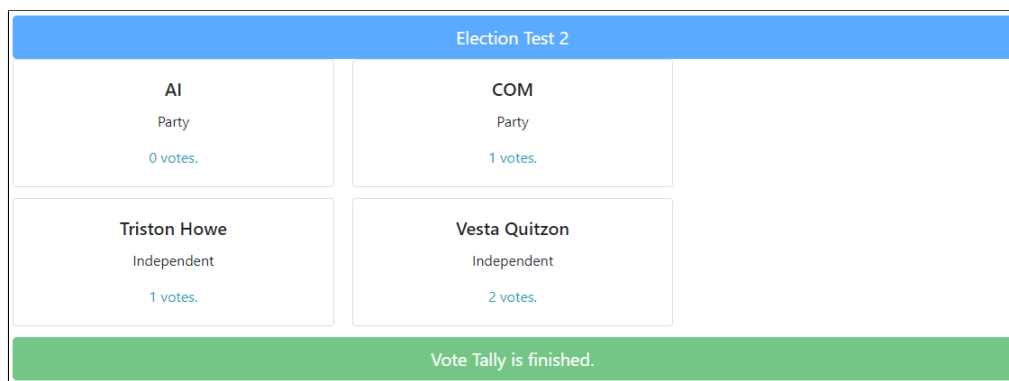 Election Test 2
AI
Party
0 votes.
COM
Party
1 votes.
Triston Howe
Independent
1 votes.
Vesta Quitzon
Independent
2 votes.
Vote Tally is finished.